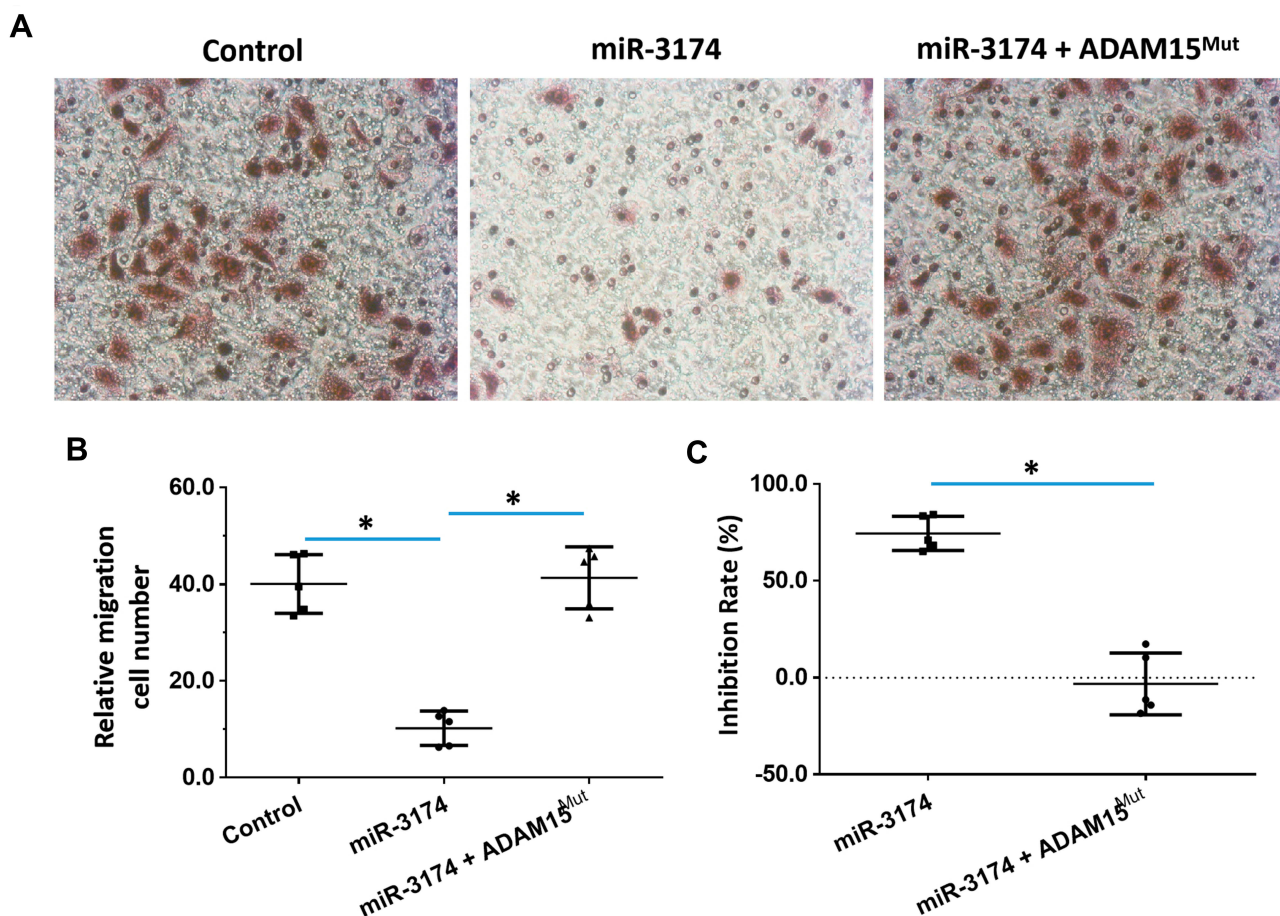 A
Control
miR-3174
miR-3174 + ADAM15Mut
B
Relative migration
cell number
60.0
40.0
20.0
0.0
*
*
Control
miR-3174
miR-3174 + ADAM15Mut
C
Inhibition Rate (%)
100.0
50.0
0.0
-50.0
*
miR-3174
miR-3174 + ADAM15Mut